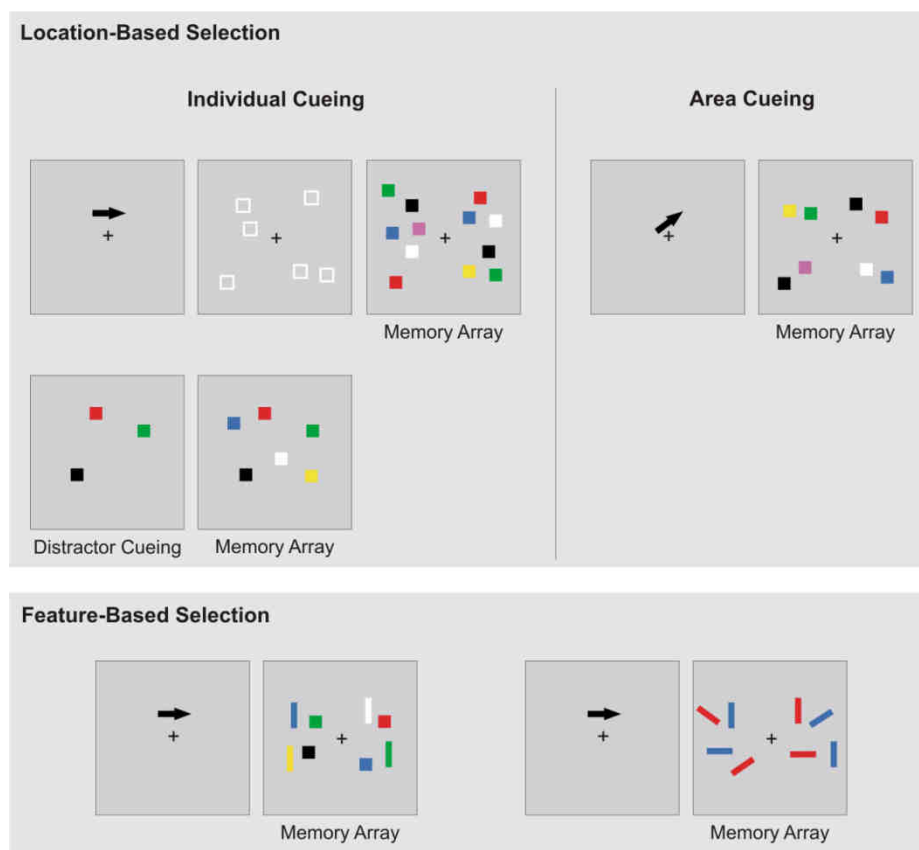 Location-Based Selection
Individual Cueing
Area Cueing
Memory Array
Memory Array
Distractor Cueing
Memory Array
Feature-Based Selection
Memory Array
Memory Array